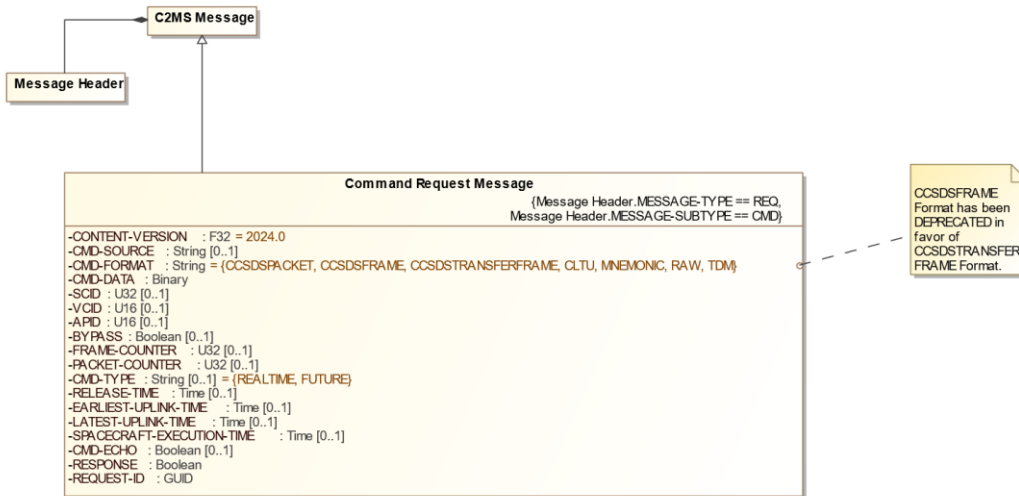 C2MS Message
Message Header
Command Request Message
{Message Header.MESSAGE-TYPE == REQ,
Message Header.MESSAGE-SUBTYPE == CMD}
-CONTENT-VERSION : F32 = 2024.0
-CMD-SOURCE : String [0..1]
-CMD-FORMAT : String = {CCSDSPACKET, CCSDSFRAME, CCSDSTRANSFERFRAME, CLTU, MNEMONIC, RAW, TDM}
-CMD-DATA : Binary
-SCID : U32 [0..1]
-VCID : U16 [0..1]
-APID : U16 [0..1]
-BYPASS : Boolean [0..1]
-FRAME-COUNTER : U32 [0..1]
-PACKET-COUNTER : U32 [0..1]
-CMD-TYPE : String [0..1] = {REALTIME, FUTURE}
-RELEASE-TIME : Time [0..1]
-EARLIEST-UPLINK-TIME : Time [0..1]
-LATEST-UPLINK-TIME : Time [0..1]
-SPACECRAFT-EXECUTION-TIME : Time [0..1]
-CMD-ECHO : Boolean [0..1]
-RESPONSE : Boolean
-REQUEST-ID : GUID
CCSDSFRAME
Format has been
DEPRECATED in
favor of
CCSDSTRANSFER
FRAME Format.